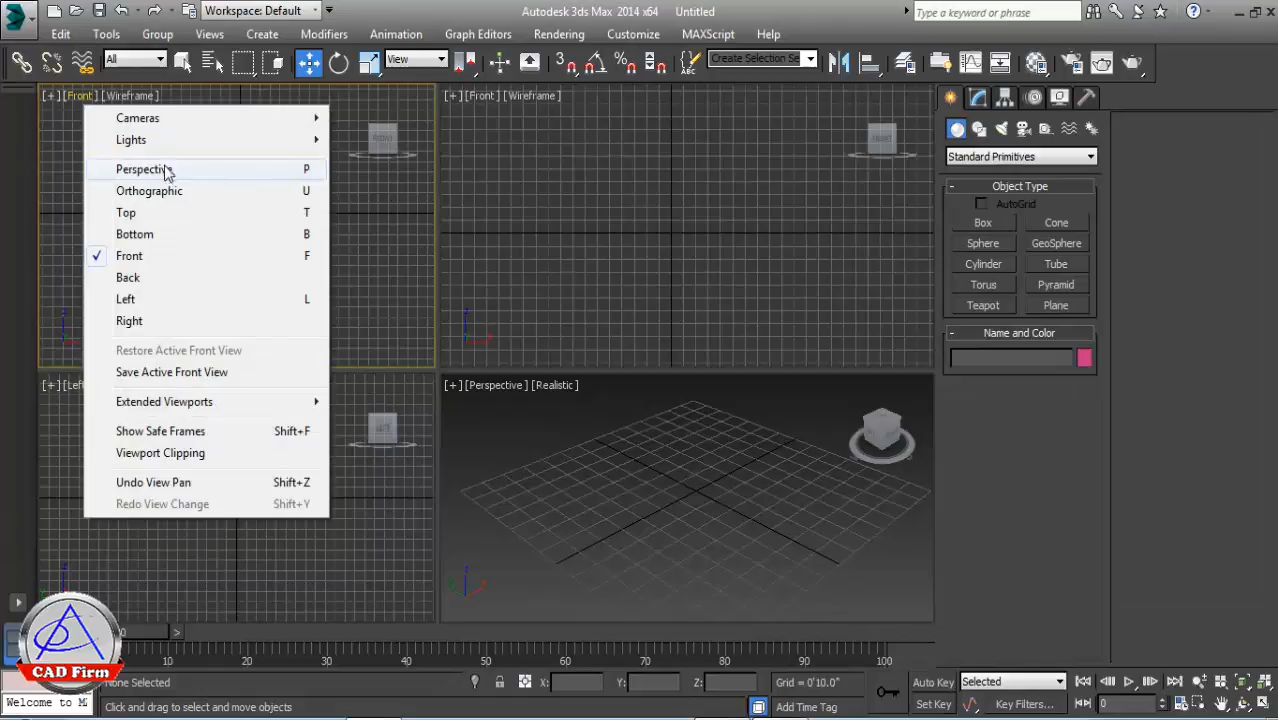 Workspace: Default
Autodesk 3ds Max 2014 x64 Untitled
Type a keyword or phrase
Edit Tools Group Views Create Modifiers Animation Graph Editors Rendering Customize MAXScript Help
All
View
Create Selection Se
[+] [Front] [Wireframe]
[+] [Front] [Wireframe]
Cameras
Lights
Perspective P
Orthographic U
Top T
Bottom B
Front F
Back
Left L
Right
Restore Active Front View
Save Active Front View
Extended Viewports
Show Safe Frames Shift+F
Viewport Clipping
Undo View Pan Shift+Z
Redo View Change Shift+Y
FRONT
Standard Primitives
Object Type
AutoGrid
Box Cone
Sphere GeoSphere
Cylinder Tube
Torus Pyramid
Teapot Plane
Name and Color
[+] [Left
[+] [Perspective] [Realistic]
10 20 30 40 50 60 70 80 90 100
CAD Firm
None Selected
X: Y: Z: Grid = 0'10.0"
Auto Key Selected
Welcome to M
Click and drag to select and move objects
Add Time Tag
Set Key Key Filters... 0